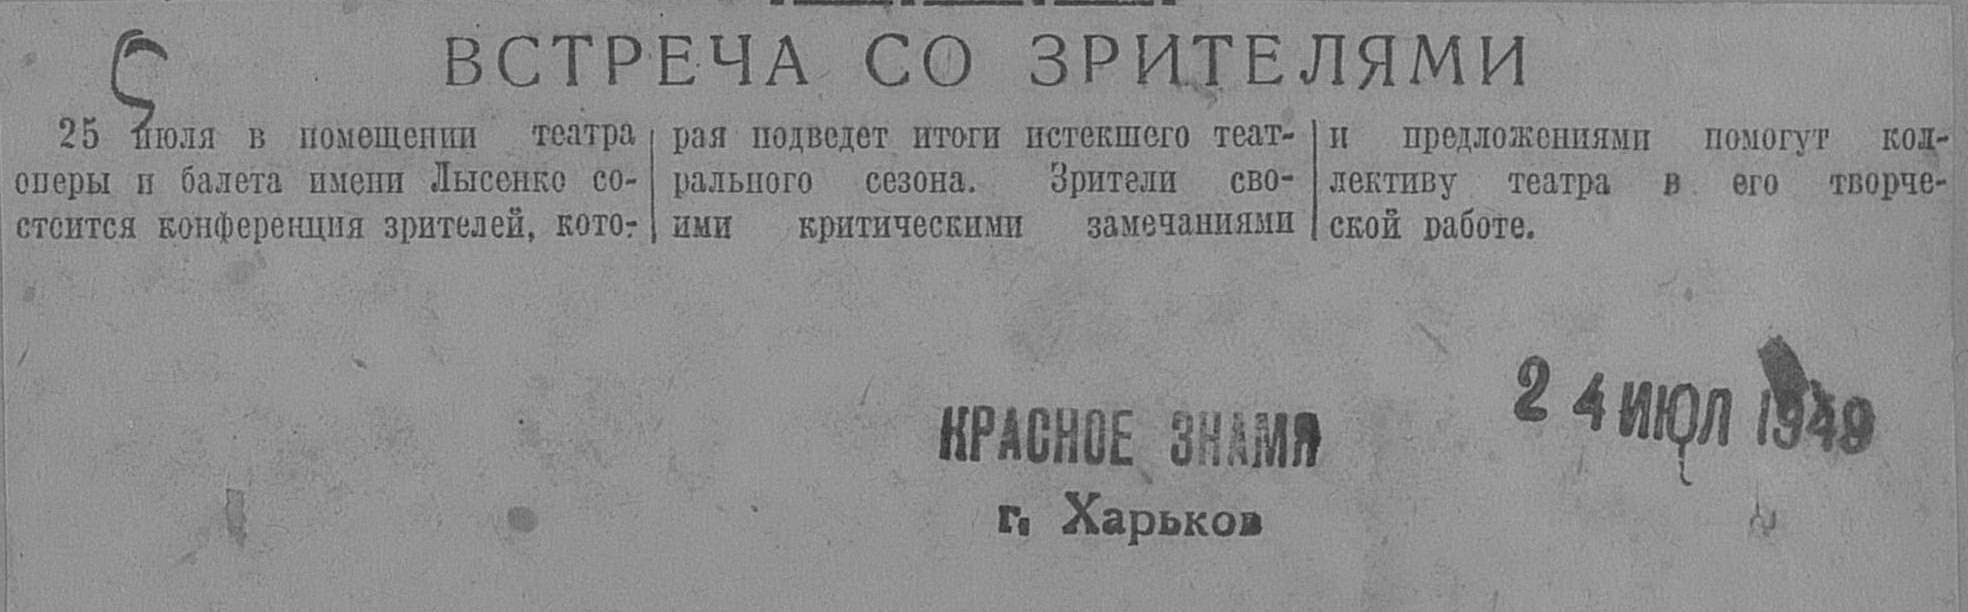 ВСТРЕЧА СО ЗРИТЕЛЯМИ
25 июля в помещении театра
оперы и балета имени Лысенко со-
стоится конференция зрителей, кото-
рая подведет итоги истекшего теат-
рального сезона. Зрители сво-
ими критическими замечаниями
и предложениями помогут кол-
лективу театра в его творче-
ской работе.
КРАСНОЕ ЗНАМЯ
г. Харьков
24 ИЮЛ 1949